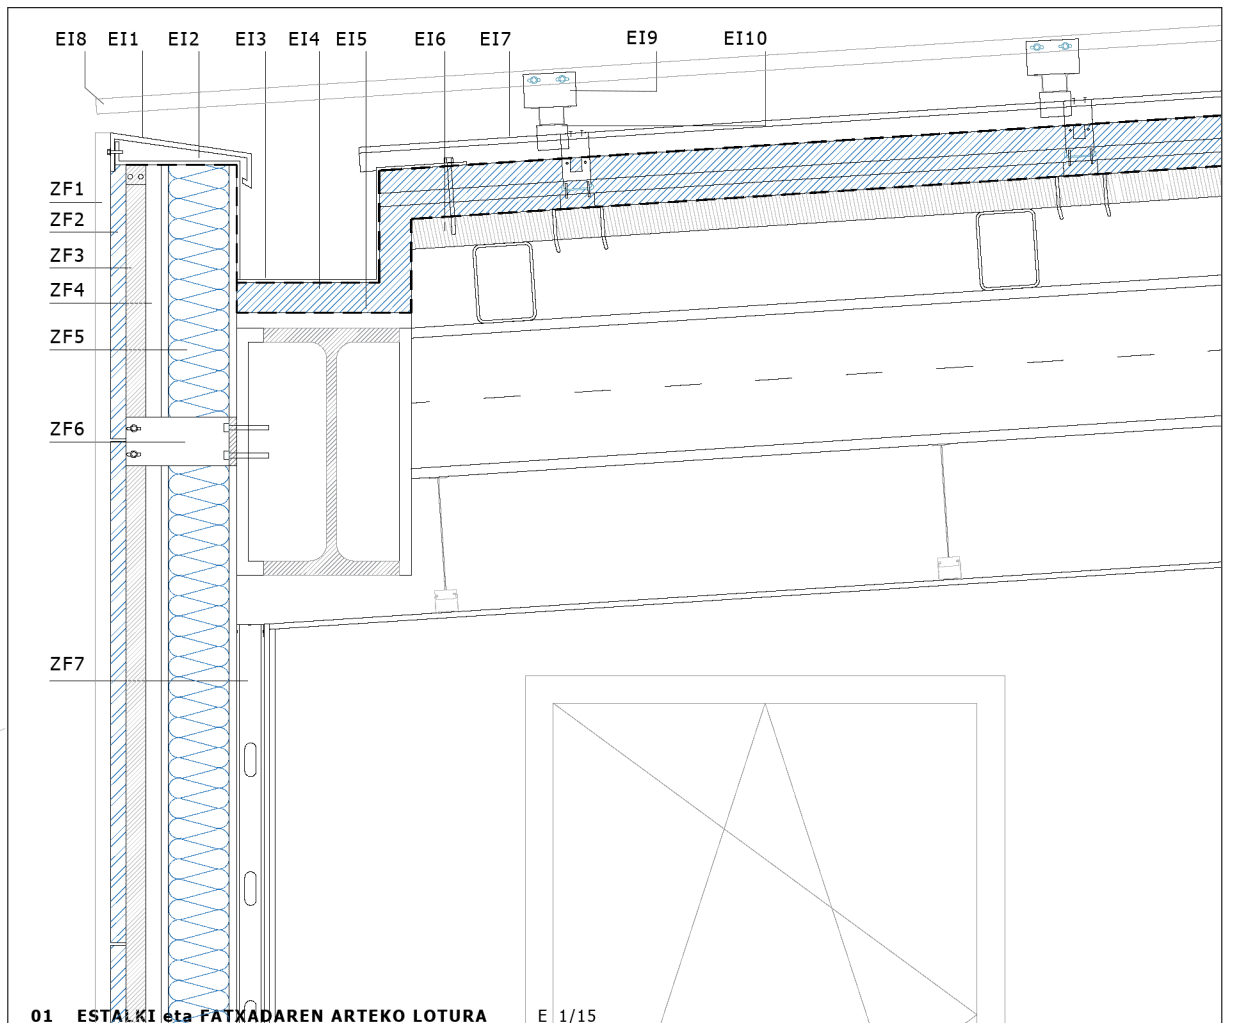 EI8 EI1 EI2 EI3 EI4 EI5 EI6 EI7 EI9 EI10
ZF1
ZF2
ZF3
ZF4
ZF5
ZF6
ZF7
01 ESTALKI eta FATXADAREN ARTEKO LOTURA E 1/15